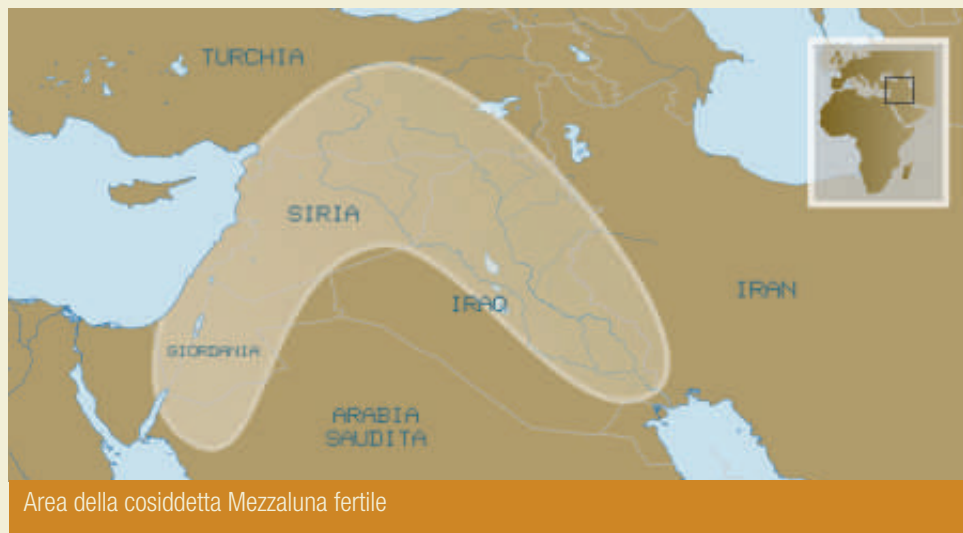 TURCHIA
SIRIA
IRAQ
IRAN
GIORDANIA
ARABIA
SAUDITA
Area della cosiddetta Mezzaluna fertile